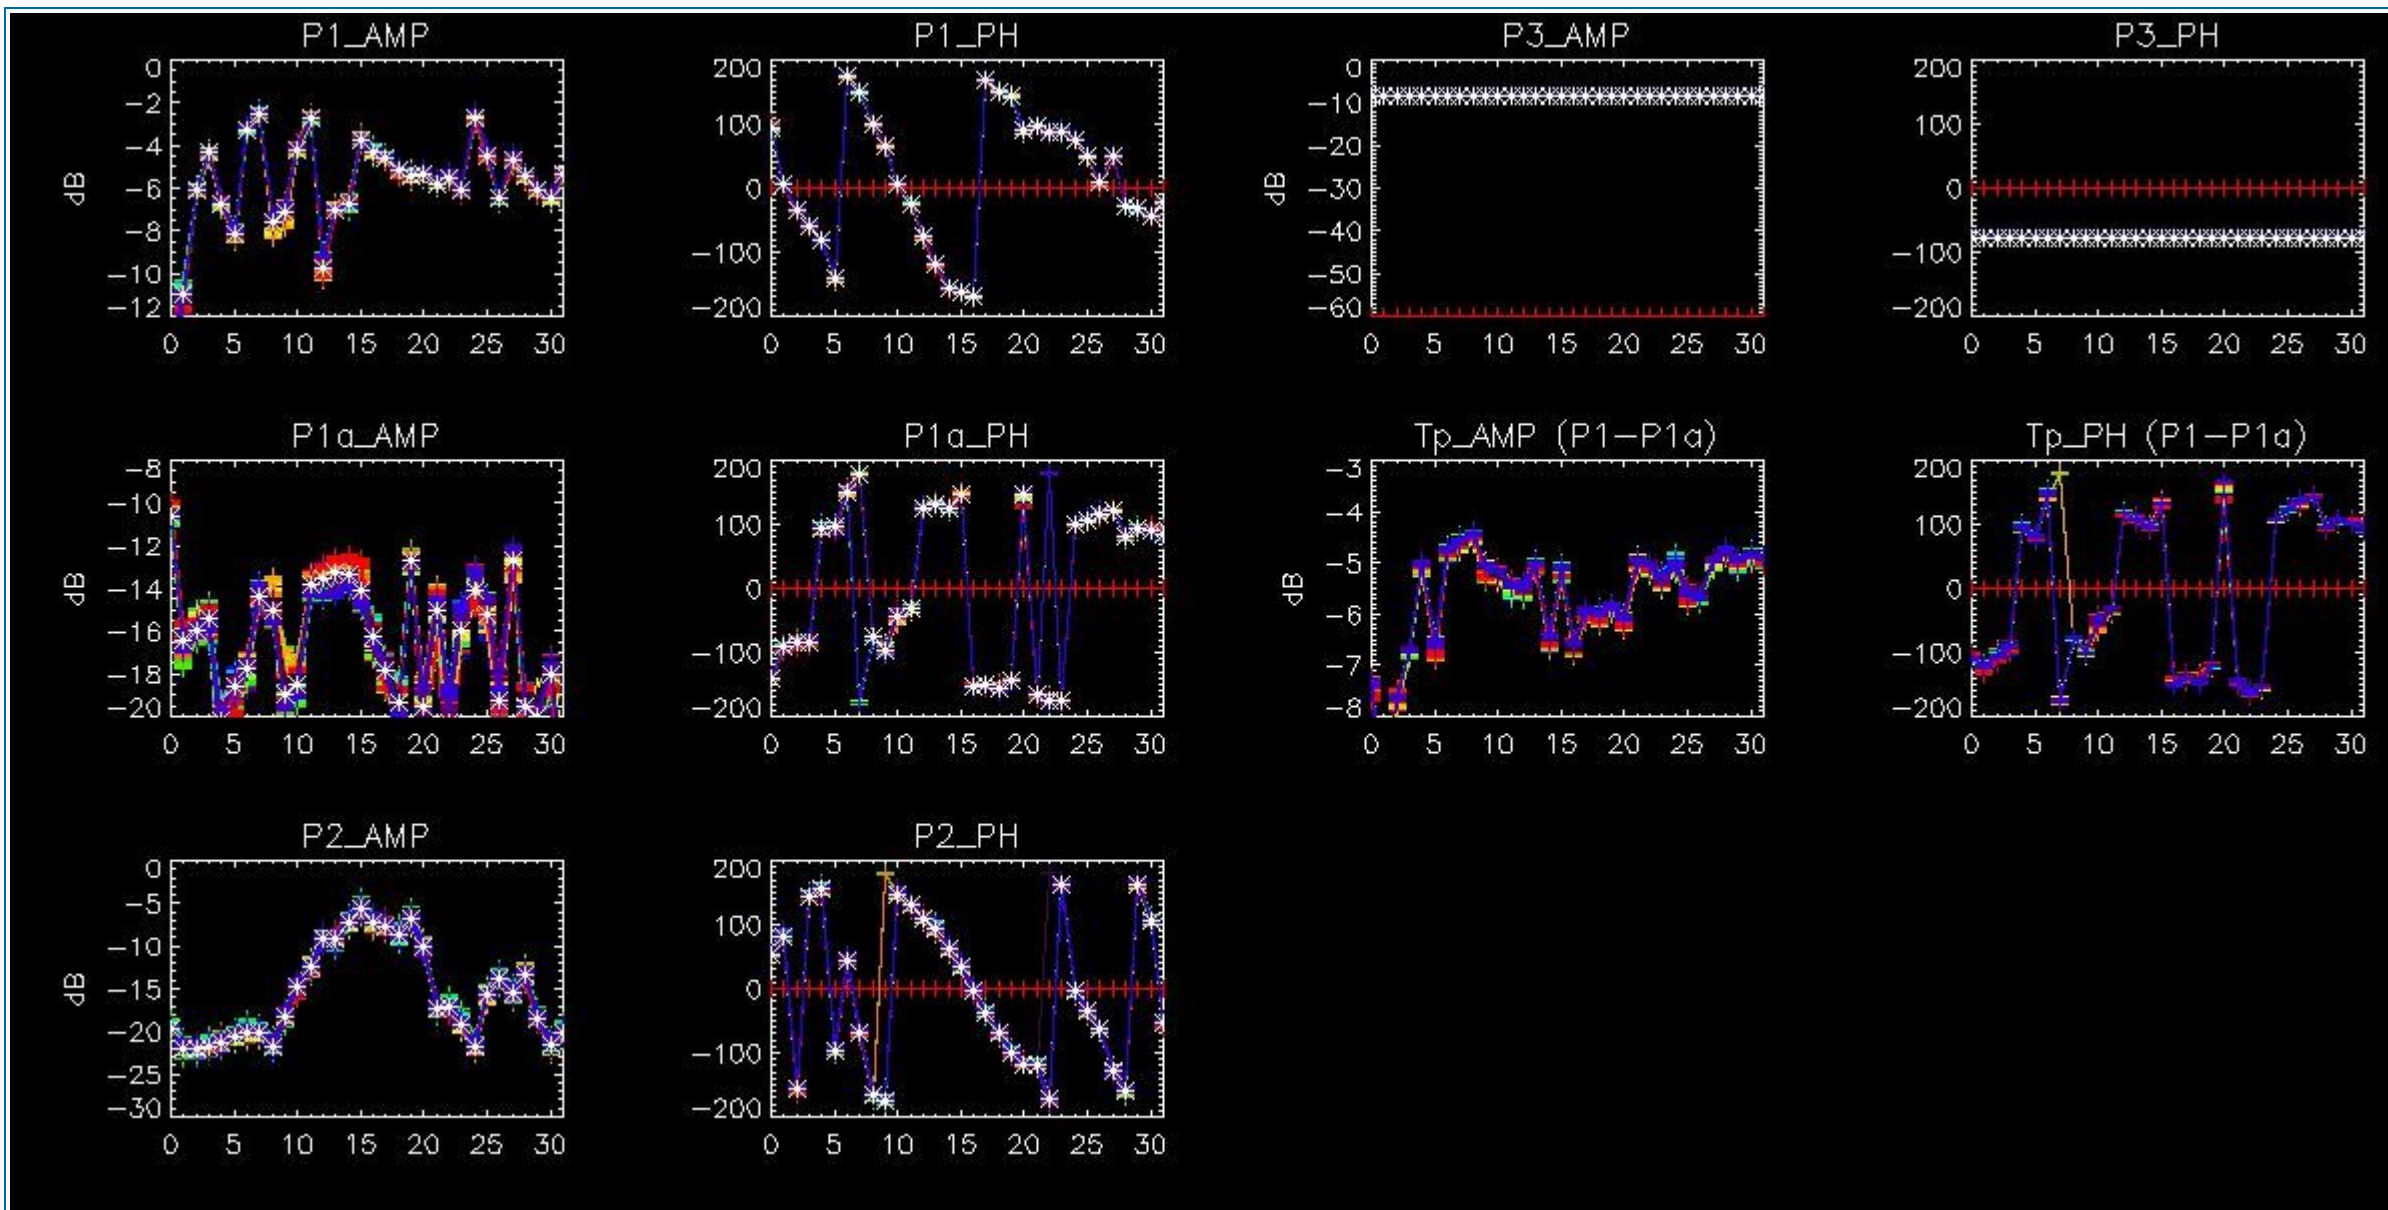 P1_AMP
P1_PH
P3_AMP
P3_PH
0
−2
−4
−6
−8
−10
−12
dB
0 5 10 15 20 25 30
200
100
0
−100
−200
0 5 10 15 20 25 30
0
−10
−20
−30
−40
−50
−60
dB
0 5 10 15 20 25 30
200
100
0
−100
−200
0 5 10 15 20 25 30
P1a_AMP
P1a_PH
Tp_AMP (P1−P1a)
Tp_PH (P1−P1a)
−8
−10
−12
−14
−16
−18
−20
dB
0 5 10 15 20 25 30
200
100
0
−100
−200
0 5 10 15 20 25 30
−3
−4
−5
−6
−7
−8
dB
0 5 10 15 20 25 30
200
100
0
−100
−200
0 5 10 15 20 25 30
P2_AMP
P2_PH
0
−5
−10
−15
−20
−25
−30
dB
0 5 10 15 20 25 30
200
100
0
−100
−200
0 5 10 15 20 25 30